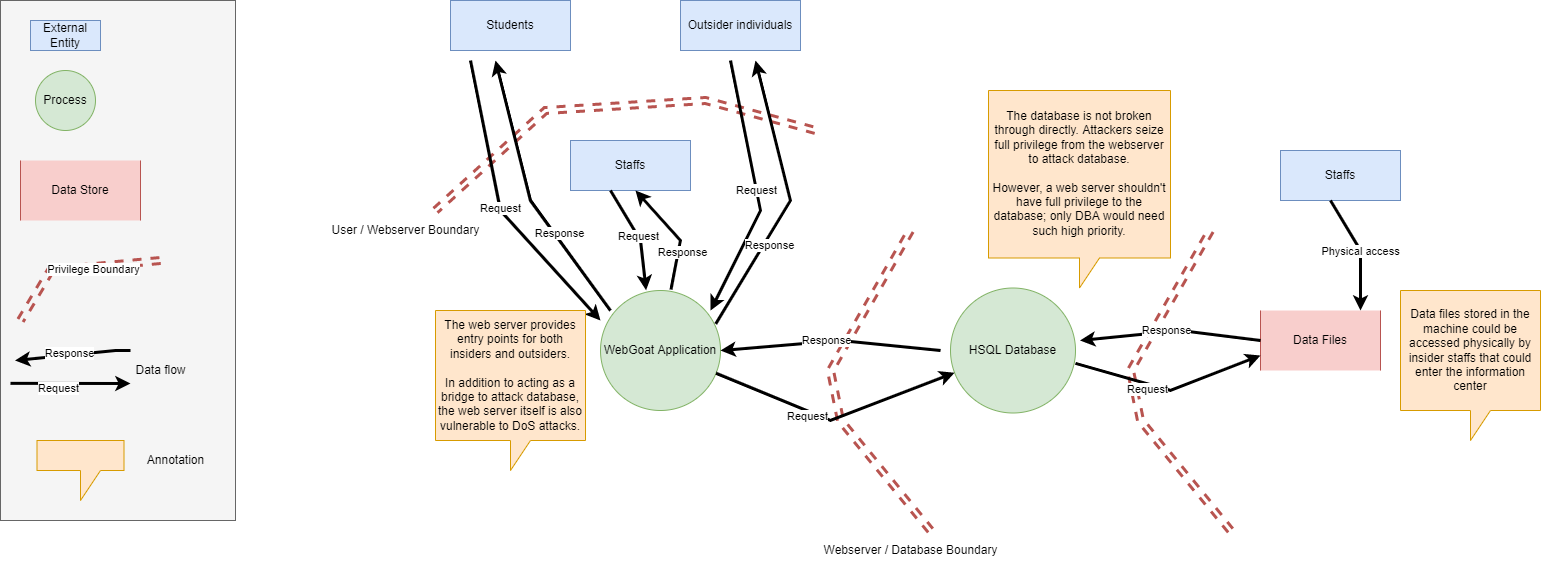 External
Entity
Process
Data Store
Privilege Boundary
Response
Data flow
Request
Annotation
Students
Outsider individuals
Staffs
User / Webserver Boundary
Request
Response
Request
Response
Request
Response
The web server provides
entry points for both
insiders and outsiders.
In addition to acting as a
bridge to attack database,
the web server itself is also
vulnerable to DoS attacks.
WebGoat Application
Response
Request
The database is not broken
through directly. Attackers seize
full privilege from the webserver
to attack database.
However, a web server shouldn't
have full privilege to the
database; only DBA would need
such high priority.
HSQL Database
Webserver / Database Boundary
Response
Request
Staffs
Physical access
Data Files
Data files stored in the
machine could be
accessed physically by
insider staffs that could
enter the information
center